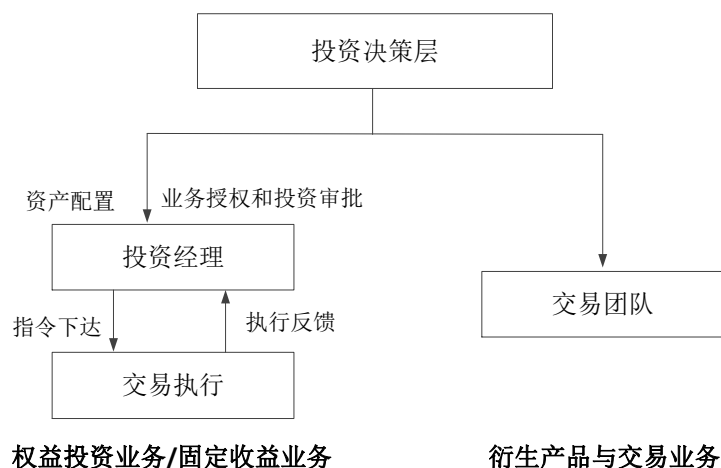 投资决策层
资产配置
业务授权和投资审批
投资经理
交易团队
指令下达
执行反馈
交易执行
权益投资业务/固定收益业务
衍生产品与交易业务